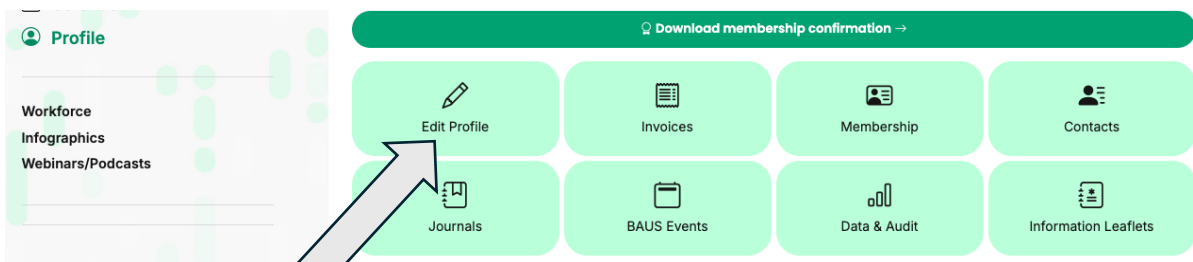 Profile
Workforce
Infographics
Webinars/Podcasts
Download membership confirmation →
Edit Profile
Invoices
Membership
Contacts
Journals
BAUS Events
Data & Audit
Information Leaflets